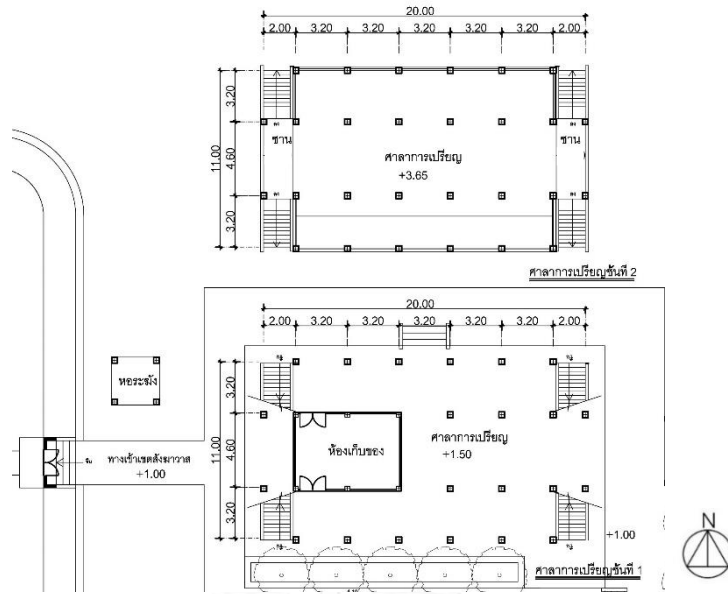 20.00
2.00 3.20 3.20 3.20 3.20 3.20 2.00
3.20
4.60
3.20
11.00
ชาน
ศาลาการเปรียญ
+3.65
ชาน
ศาลาการเปรียญชั้นที่ 2
20.00
2.00 3.20 3.20 3.20 3.20 3.20 2.00
3.20
4.60
3.20
11.00
หอระฆัง
ทางเข้าเขตสังฆาวาส
+1.00
ห้องเก็บของ
ศาลาการเปรียญ
+1.50
+1.00
ศาลาการเปรียญชั้นที่ 1
N